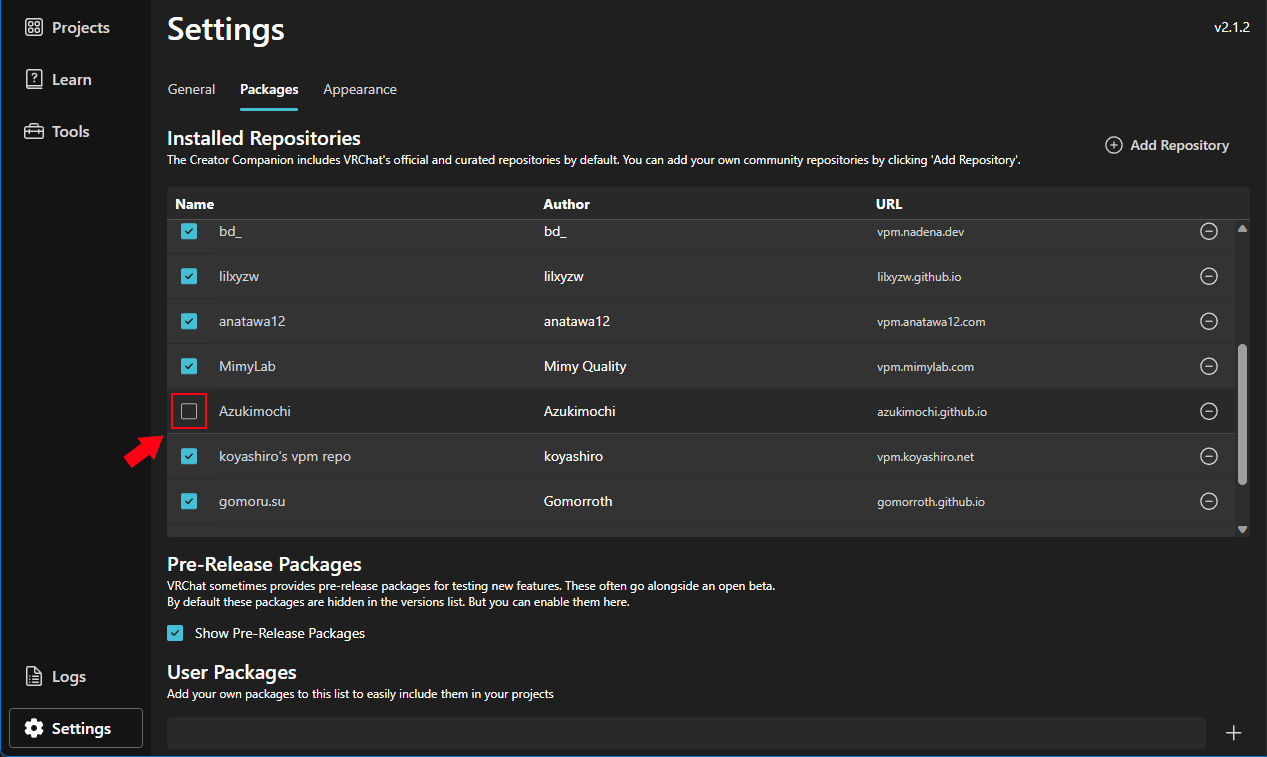 Projects
Learn
Tools
Logs
Settings
Settings
v2.1.2
General Packages Appearance
Installed Repositories
The Creator Companion includes VRChat's official and curated repositories by default. You can add your own community repositories by clicking 'Add Repository'.
Add Repository
Name Author URL
bd_ bd_ vpm.nadena.dev
lilxyzw lilxyzw lilxyzw.github.io
anatawa12 anatawa12 vpm.anatawa12.com
MimyLab Mimy Quality vpm.mimylab.com
Azukimochi Azukimochi azukimochi.github.io
koyashiro's vpm repo koyashiro vpm.koyashiro.net
gomoru.su Gomorroth gomorroth.github.io
Pre-Release Packages
VRChat sometimes provides pre-release packages for testing new features. These often go alongside an open beta.
By default these packages are hidden in the versions list. But you can enable them here.
Show Pre-Release Packages
User Packages
Add your own packages to this list to easily include them in your projects